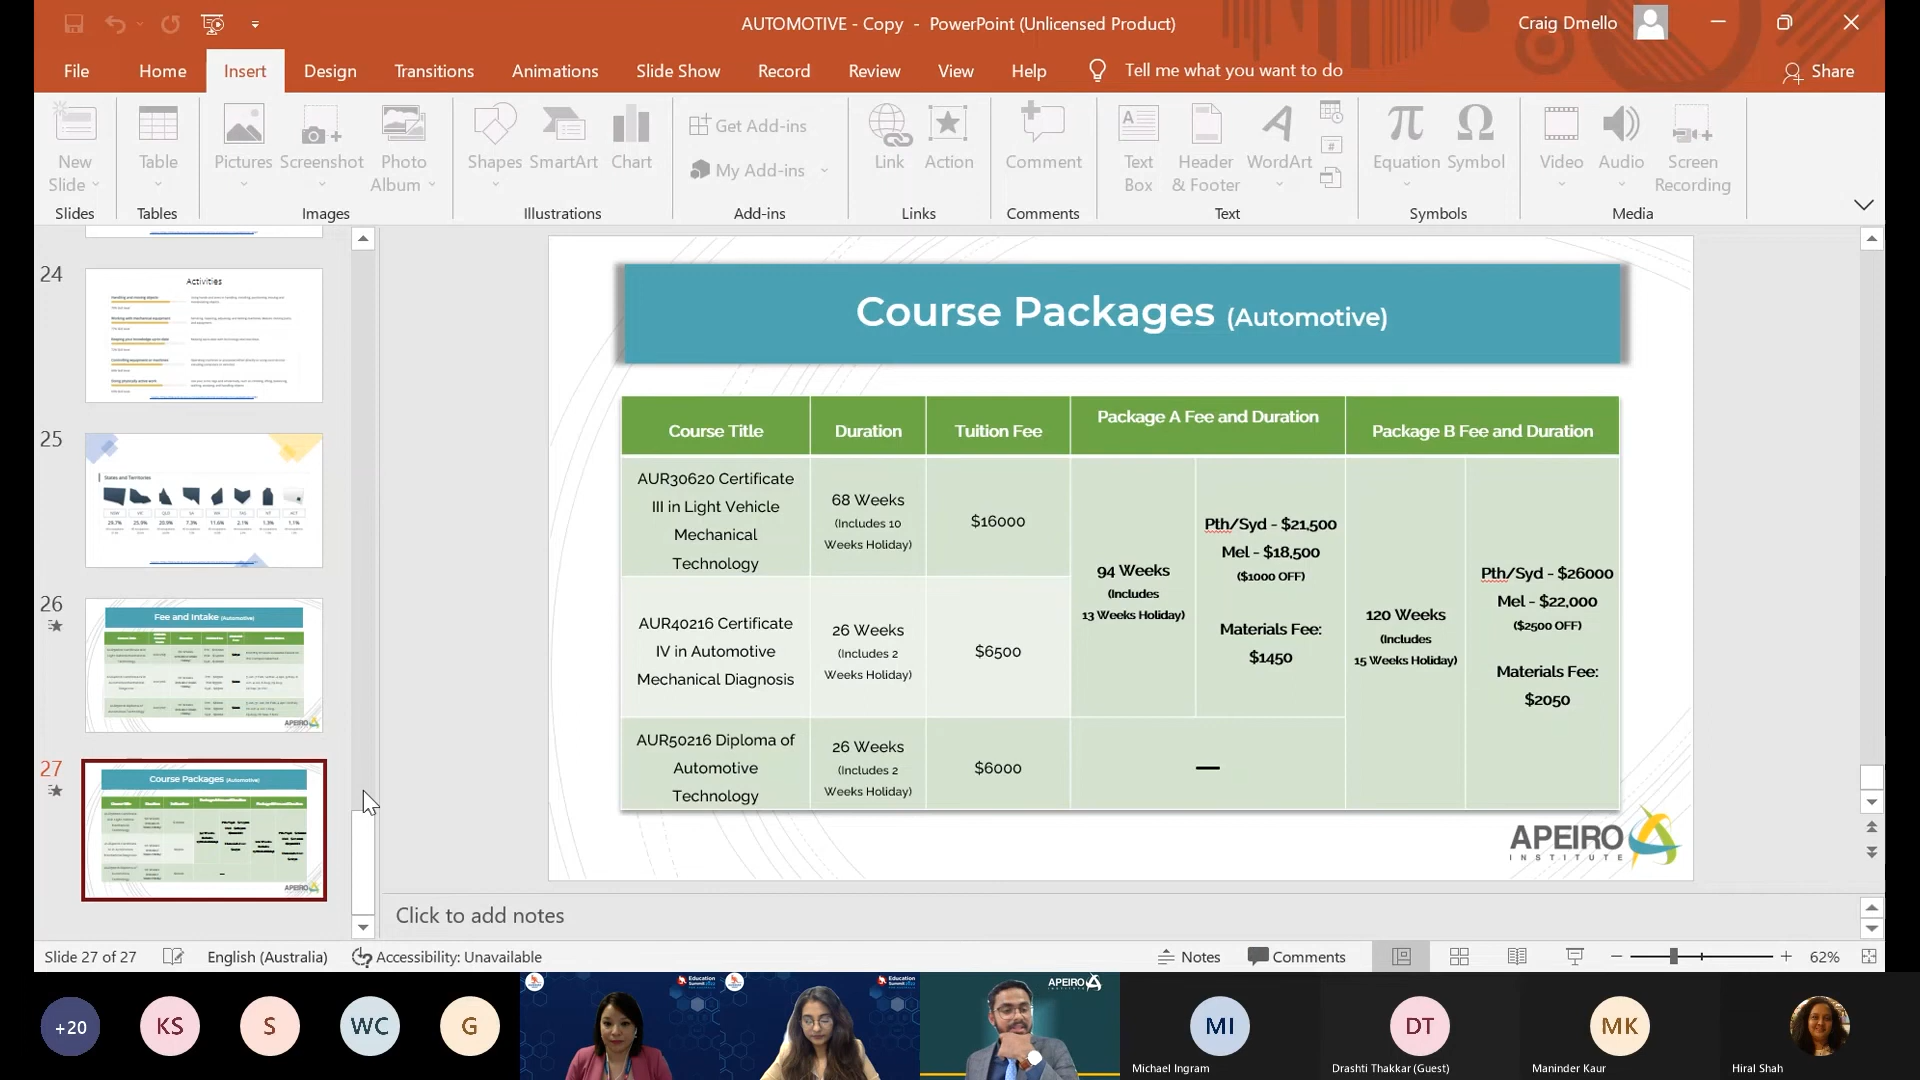 AUTOMOTIVE - Copy - PowerPoint (Unlicensed Product)
Craig Dmello
File Home Insert Design Transitions Animations Slide Show Record Review View Help Tell me what you want to do Share
New Slide
Table
Pictures
Screenshot
Photo Album
Shapes
SmartArt
Chart
Get Add-ins
My Add-ins
Link
Action
Comment
Text Box
Header & Footer
WordArt
Equation
Symbol
Video
Audio
Screen Recording
Slides Tables Images Illustrations Add-ins Links Comments Text Symbols Media
24
Activities
25
States and Territories
26
Fee and Intake (Automotive)
APEIRO
27
Course Packages (Automotive)
APEIRO
Course Packages (Automotive)
Course Title
Duration
Tuition Fee
Package A Fee and Duration
Package B Fee and Duration
AUR30620 Certificate
III in Light Vehicle
Mechanical
Technology
68 Weeks
(Includes 10
Weeks Holiday)
$16000
AUR40216 Certificate
IV in Automotive
Mechanical Diagnosis
26 Weeks
(Includes 2
Weeks Holiday)
$6500
AUR50216 Diploma of
Automotive
Technology
26 Weeks
(Includes 2
Weeks Holiday)
$6000
94 Weeks
(Includes
13 Weeks Holiday)
Pth/Syd - $21,500
Mel - $18,500
($1000 OFF)
Materials Fee:
$1450
—
120 Weeks
(Includes
15 Weeks Holiday)
Pth/Syd - $26000
Mel - $22,000
($2500 OFF)
Materials Fee:
$2050
APEIRO
INSTITUTE
Click to add notes
Slide 27 of 27
English (Australia)
Accessibility: Unavailable
Notes
Comments
62%
+20
KS
S
WC
G
Education
Education
APEIRO
MI
Michael Ingram
DT
Drashti Thakkar (Guest)
MK
Maninder Kaur
Hiral Shah